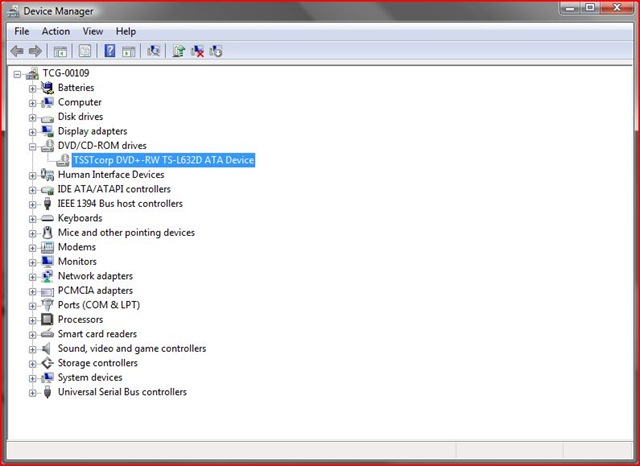 Device Manager
File Action View Help
TCG-00109
Batteries
Computer
Disk drives
Display adapters
DVD/CD-ROM drives
TSSTcorp DVD+-RW TS-L632D ATA Device
Human Interface Devices
IDE ATA/ATAPI controllers
IEEE 1394 Bus host controllers
Keyboards
Mice and other pointing devices
Modems
Monitors
Network adapters
PCMCIA adapters
Ports (COM & LPT)
Processors
Smart card readers
Sound, video and game controllers
Storage controllers
System devices
Universal Serial Bus controllers